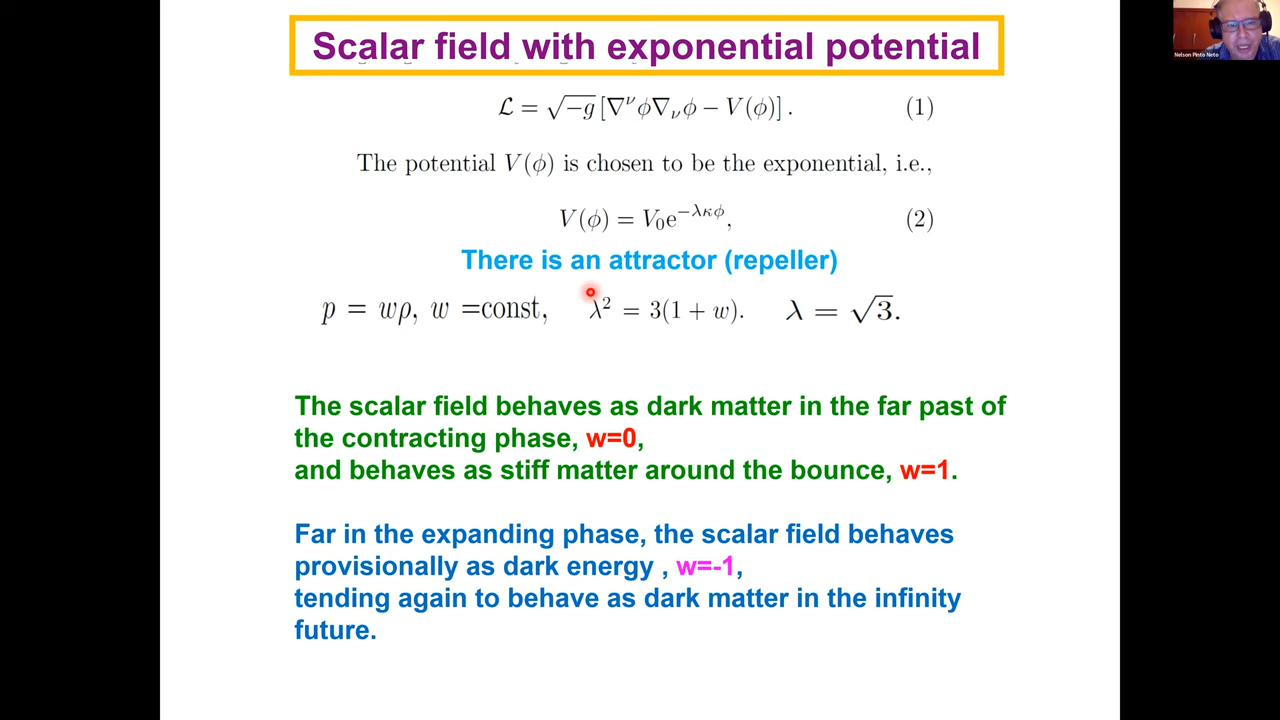 Scalar field with exponential potential
ℒ = √−g [∇^ν ϕ∇_ν ϕ − V(ϕ)] . (1)
The potential V(ϕ) is chosen to be the exponential, i.e.,
V(ϕ) = V₀e^{−λκϕ}, (2)
There is an attractor (repeller)
p = wρ, w =const, λ² = 3(1 + w). λ = √3.
The scalar field behaves as dark matter in the far past of
the contracting phase, w=0,
and behaves as stiff matter around the bounce, w=1.
Far in the expanding phase, the scalar field behaves
provisionally as dark energy , w=-1,
tending again to behave as dark matter in the infinity
future.
Nelson Pinto Neto